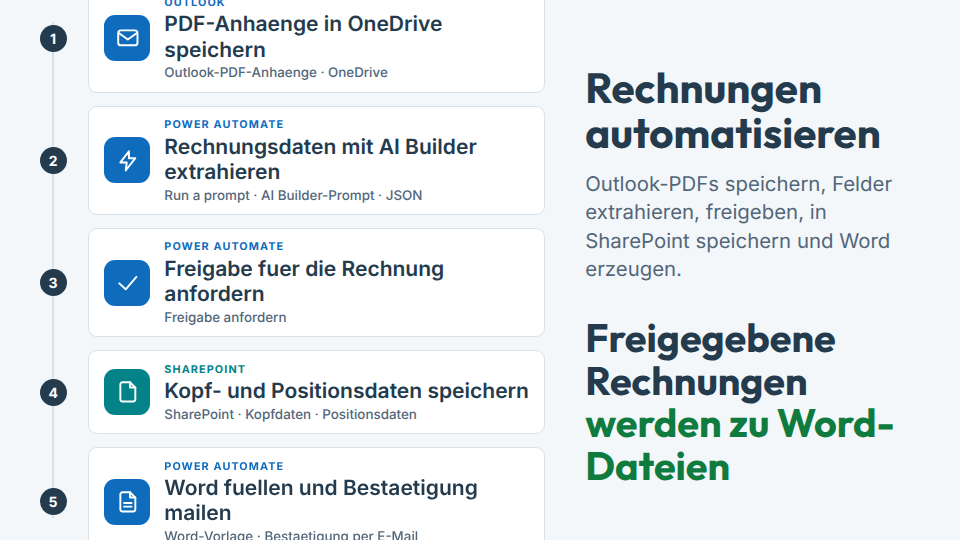 OUTLOOK
1
PDF-Anhaenge in OneDrive
speichern
Outlook-PDF-Anhaenge · OneDrive
POWER AUTOMATE
2
Rechnungsdaten mit AI Builder
extrahieren
Run a prompt · AI Builder-Prompt · JSON
POWER AUTOMATE
3
Freigabe fuer die Rechnung
anfordern
Freigabe anfordern
SHAREPOINT
4
Kopf- und Positionsdaten speichern
SharePoint · Kopfdaten · Positionsdaten
POWER AUTOMATE
5
Word fuellen und Bestaetigung
mailen
Word-Vorlage · Bestaetigung per E-Mail
Rechnungen
automatisieren
Outlook-PDFs speichern, Felder
extrahieren, freigeben, in
SharePoint speichern und Word
erzeugen.
Freigegebene
Rechnungen
werden zu Word-
Dateien